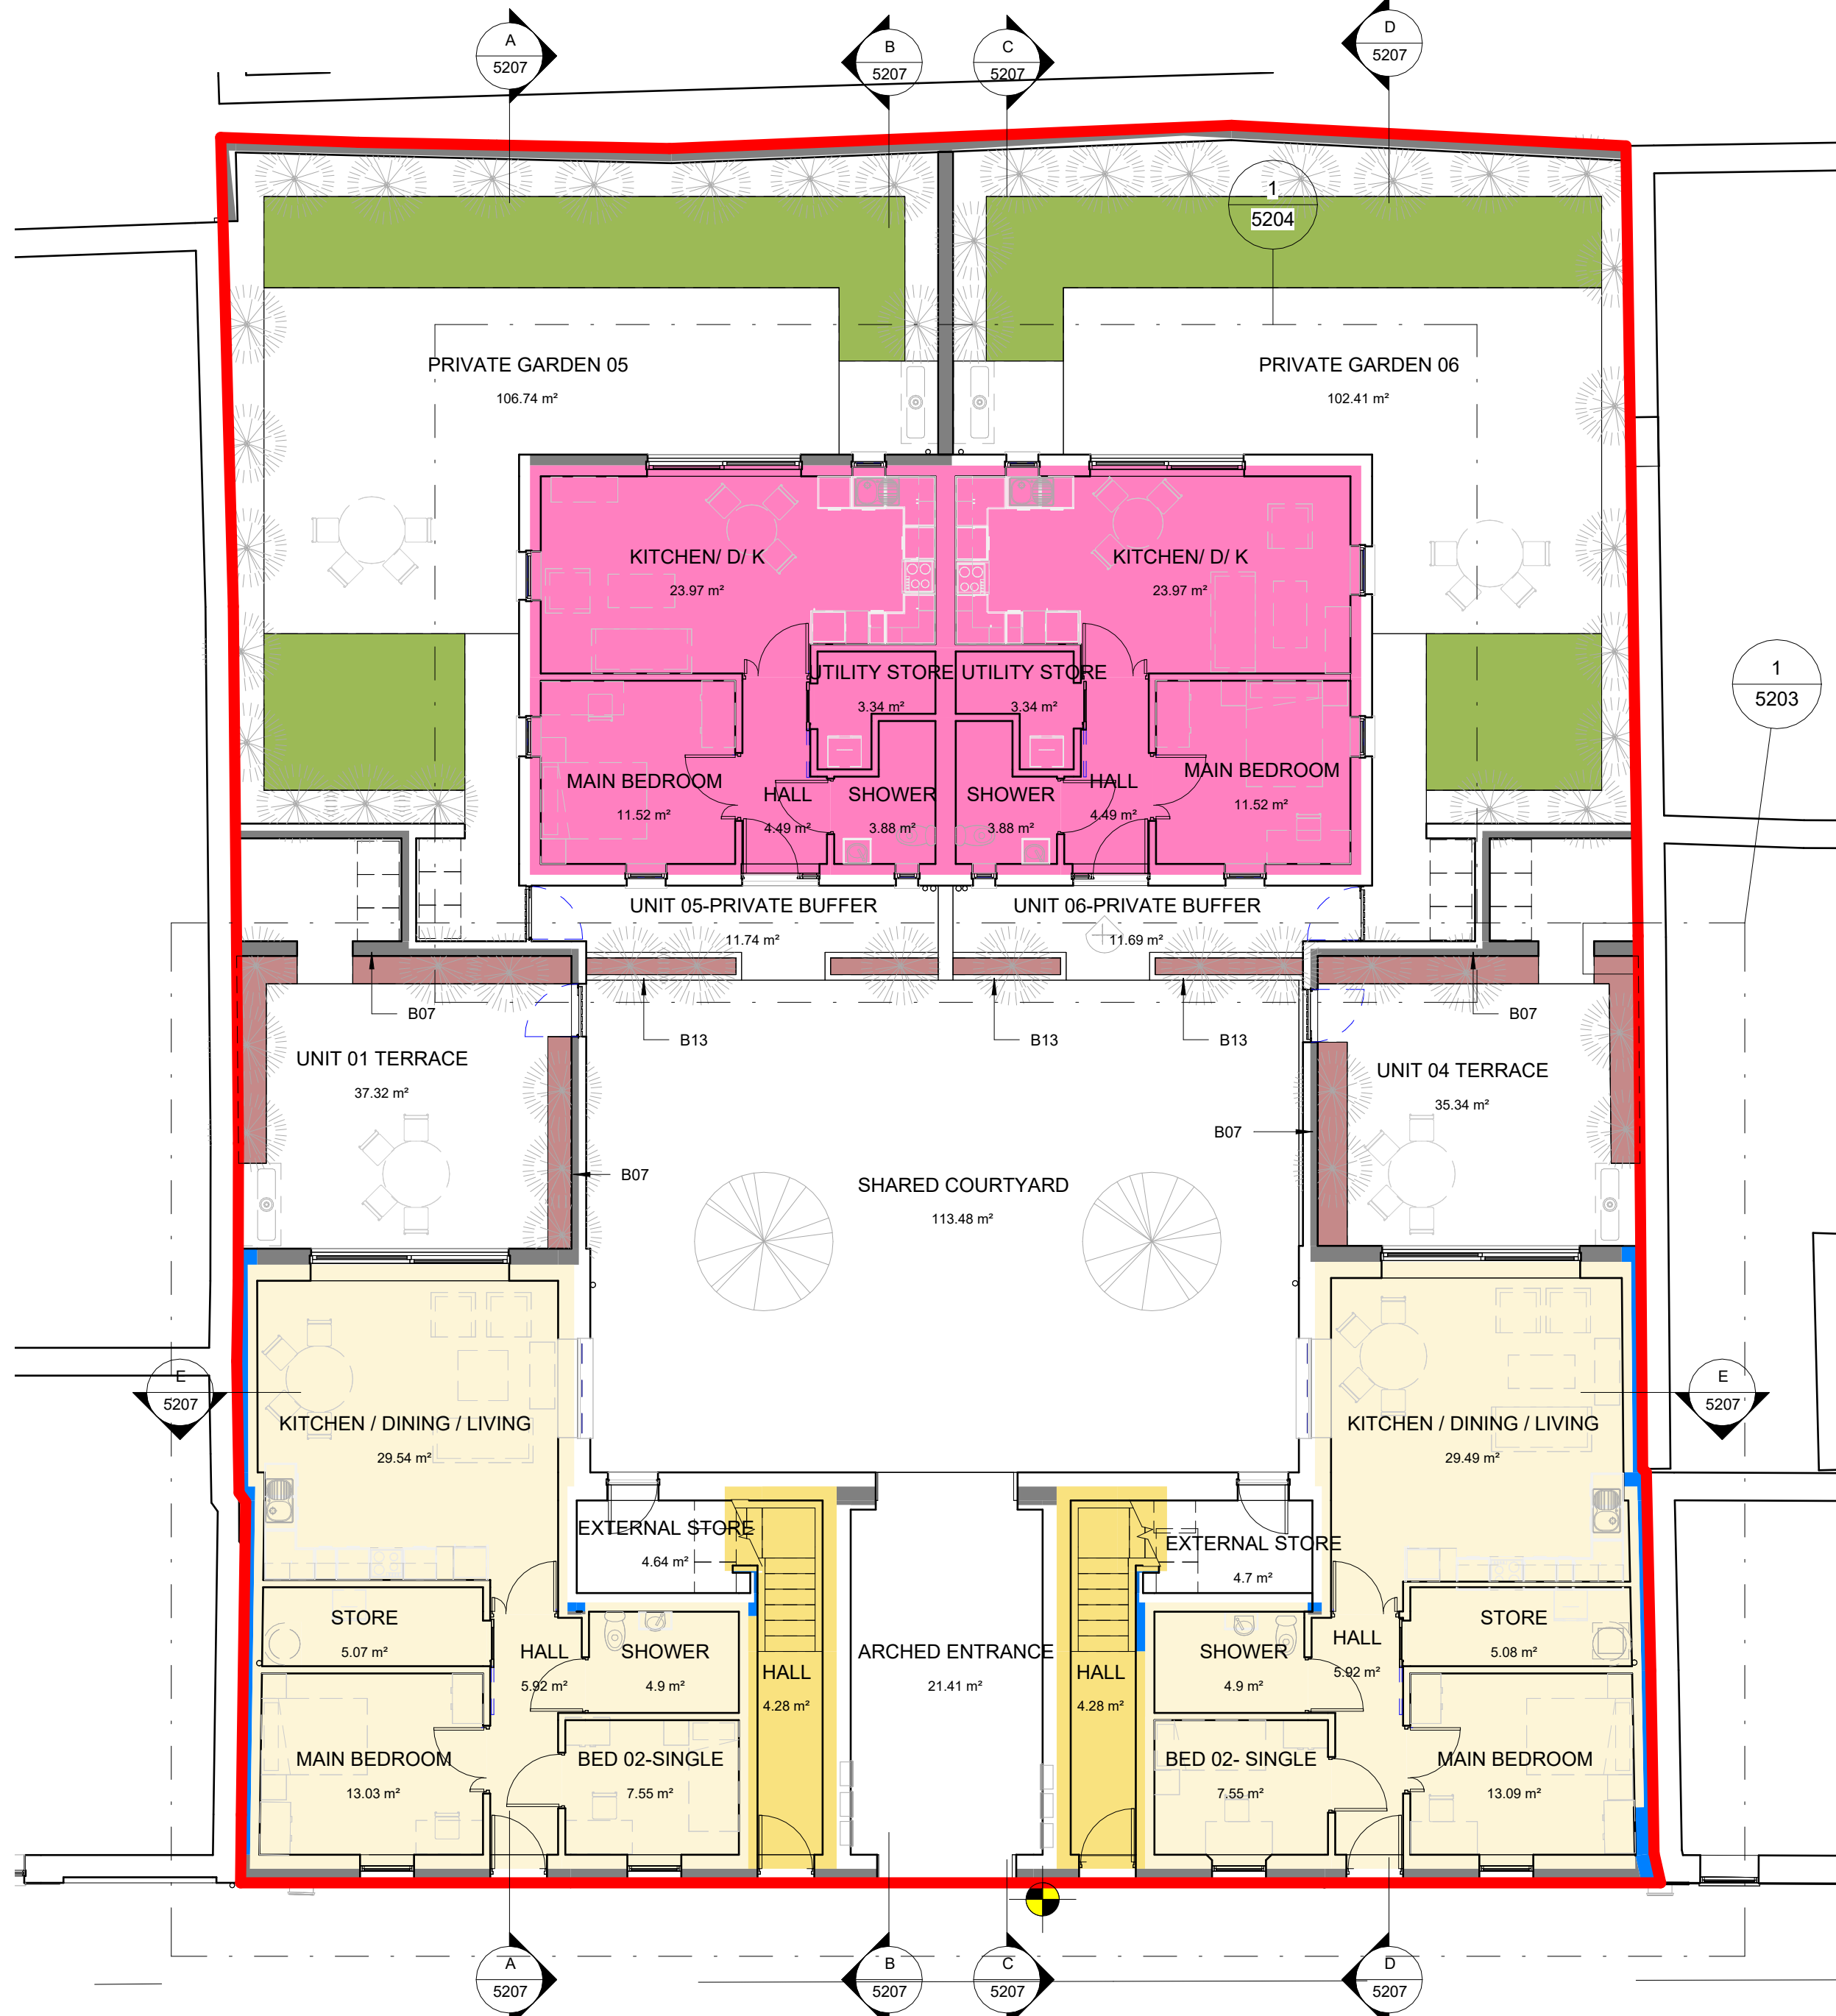 A
5207
B
5207
C
5207
D
5207
1
5204
PRIVATE GARDEN 05
106.74 m²
PRIVATE GARDEN 06
102.41 m²
KITCHEN/ D/ K
23.97 m²
KITCHEN/ D/ K
23.97 m²
1
5203
UTILITY STORE
3.34 m²
UTILITY STORE
3.34 m²
MAIN BEDROOM
11.52 m²
HALL
4.49 m²
SHOWER
3.88 m²
SHOWER
3.88 m²
HALL
4.49 m²
MAIN BEDROOM
11.52 m²
UNIT 05-PRIVATE BUFFER
11.74 m²
UNIT 06-PRIVATE BUFFER
11.69 m²
B07
B13
B13
B13
B07
UNIT 01 TERRACE
37.32 m²
UNIT 04 TERRACE
35.34 m²
B07
B07
SHARED COURTYARD
113.48 m²
E
5207
E
5207
KITCHEN / DINING / LIVING
29.54 m²
KITCHEN / DINING / LIVING
29.49 m²
EXTERNAL STORE
4.64 m²
EXTERNAL STORE
4.7 m²
STORE
5.07 m²
HALL
5.92 m²
SHOWER
4.9 m²
HALL
4.28 m²
ARCHED ENTRANCE
21.41 m²
HALL
4.28 m²
SHOWER
4.9 m²
HALL
5.92 m²
STORE
5.08 m²
MAIN BEDROOM
13.03 m²
BED 02-SINGLE
7.55 m²
BED 02- SINGLE
7.55 m²
MAIN BEDROOM
13.09 m²
A
5207
B
5207
C
5207
D
5207